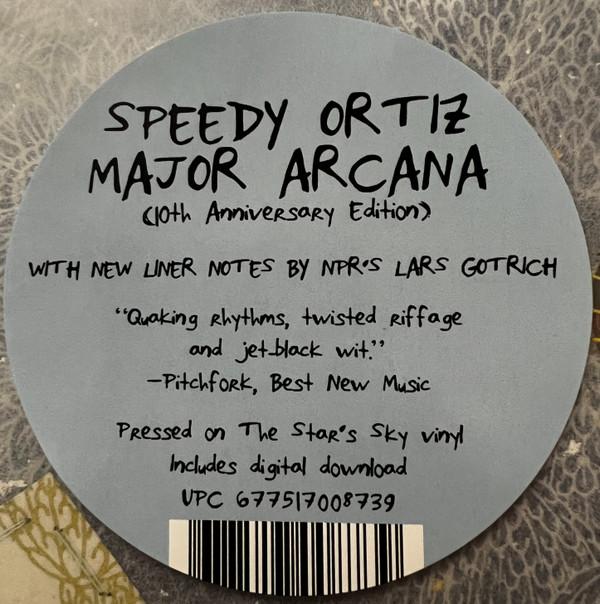 SPEEDY ORTIZ
MAJOR ARCANA
(10th Anniversary Edition)
WITH NEW LINER NOTES BY NPR'S LARS GOTRICH
"Quaking rhythms, twisted riffage
and jet-black wit."
—Pitchfork, Best New Music
Pressed on The Star's Sky vinyl
Includes digital download
UPC 677517008739